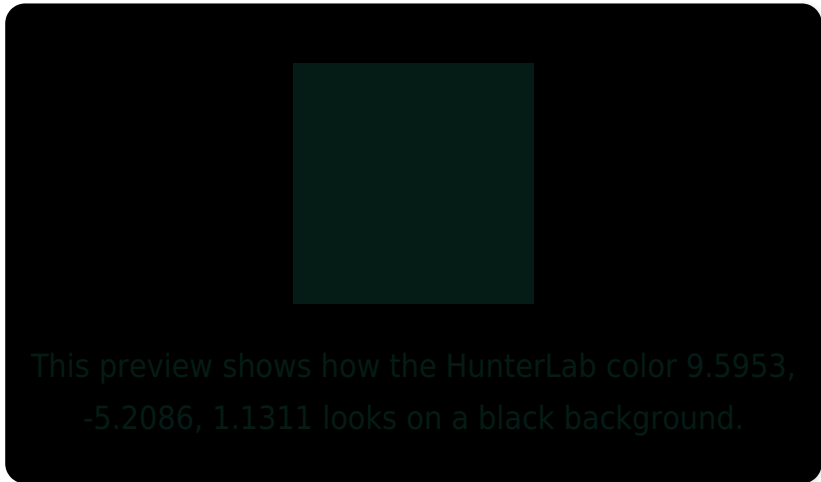 This preview shows how the HunterLab color 9.5953,
-5.2086, 1.1311 looks on a black background.